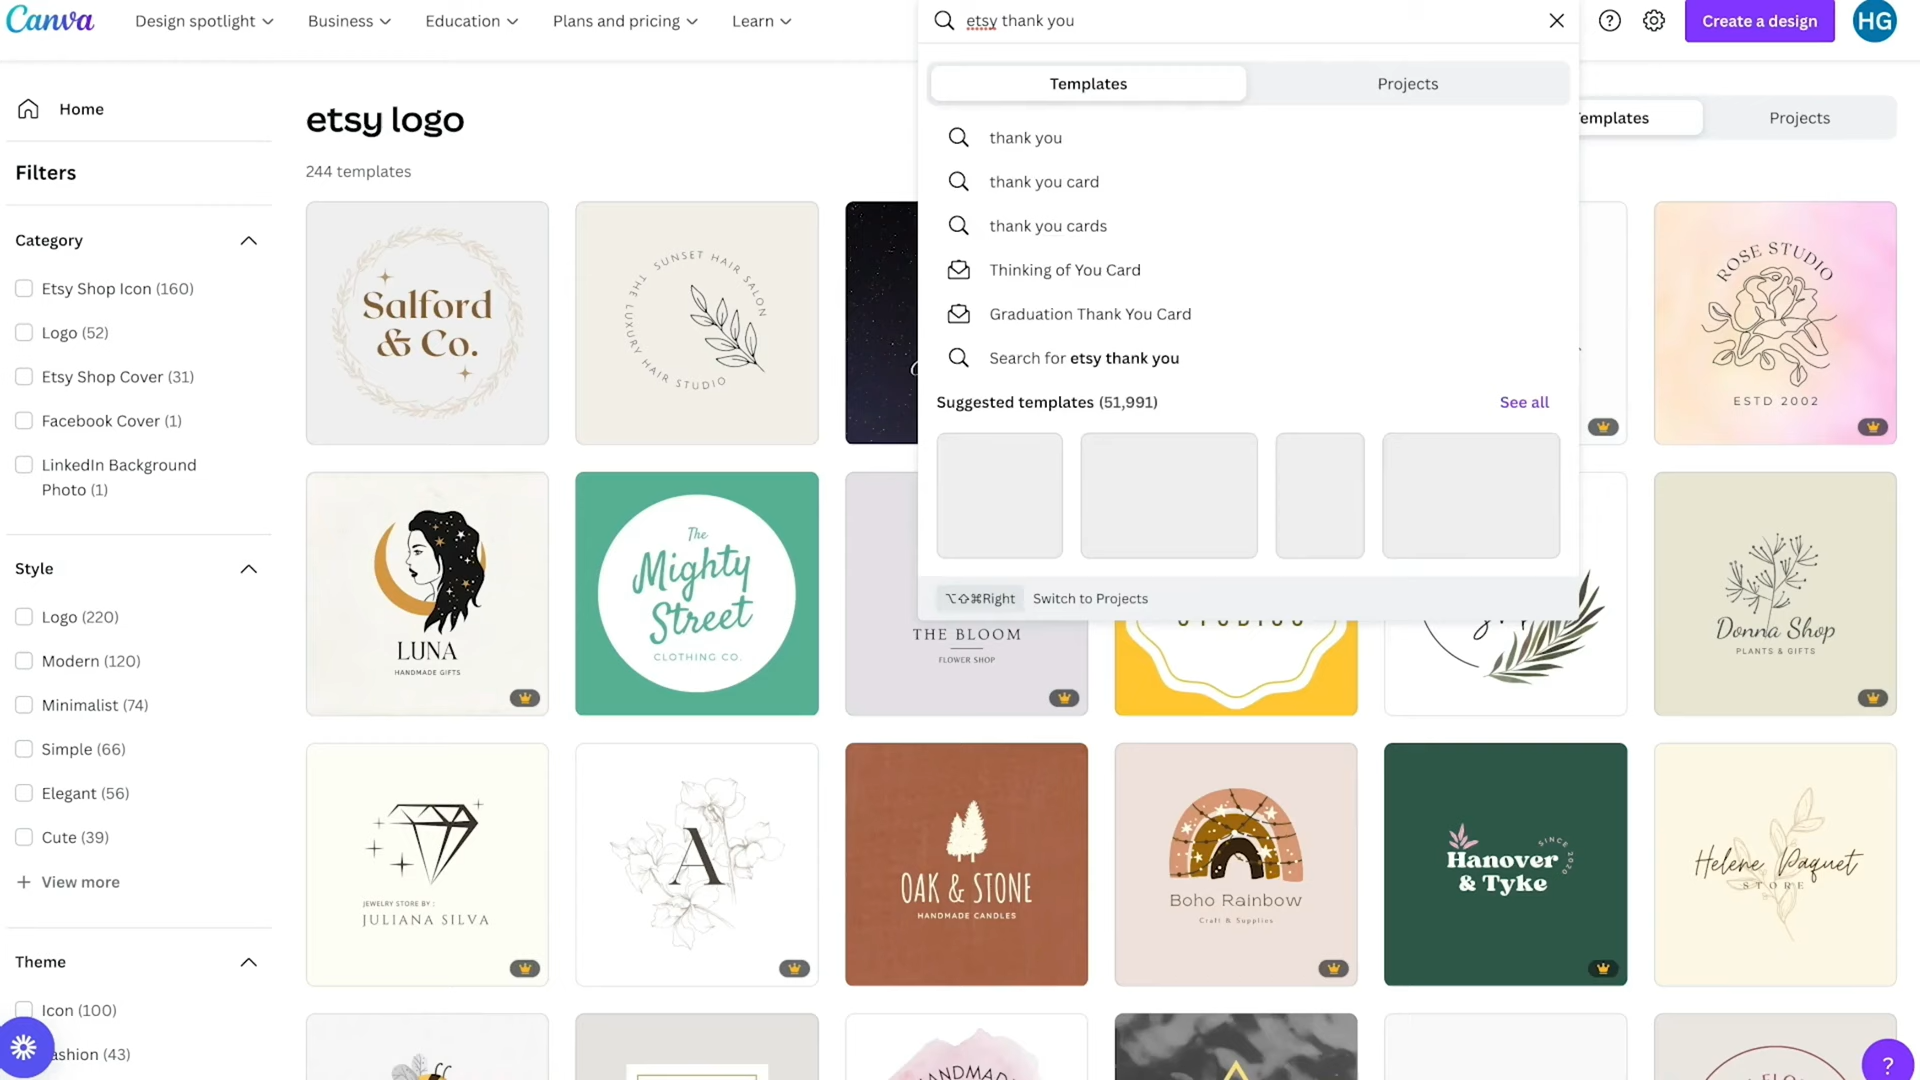 Canva
Design spotlight
Business
Education
Plans and pricing
Learn
etsy thank you
Create a design
HG
Templates
Projects
thank you
thank you card
thank you cards
Thinking of You Card
Graduation Thank You Card
Search for etsy thank you
Suggested templates (51,991)
See all
⌥⇧⌘Right
Switch to Projects
emplates
Projects
Home
Filters
Category
Etsy Shop Icon (160)
Logo (52)
Etsy Shop Cover (31)
Facebook Cover (1)
LinkedIn Background
Photo (1)
Style
Logo (220)
Modern (120)
Minimalist (74)
Simple (66)
Elegant (56)
Cute (39)
View more
Theme
Icon (100)
ashion (43)
etsy logo
244 templates
Salford
& Co.
SUNSET HAIR SALON
THE LUXURY HAIR STUDIO
ROSE STUDIO
ESTD 2002
LUNA
HANDMADE GIFTS
The
Mighty
Street
CLOTHING CO.
THE BLOOM
FLOWER SHOP
STUDIOS
Donna Shop
PLANTS & GIFTS
JEWELRY STORE BY :
JULIANA SILVA
A
OAK & STONE
HANDMADE CANDLES
Boho Rainbow
Craft & Supplies
SINCE 2020
Hanover
& Tyke
Helene Paquet
STORE
ANDMAD
?